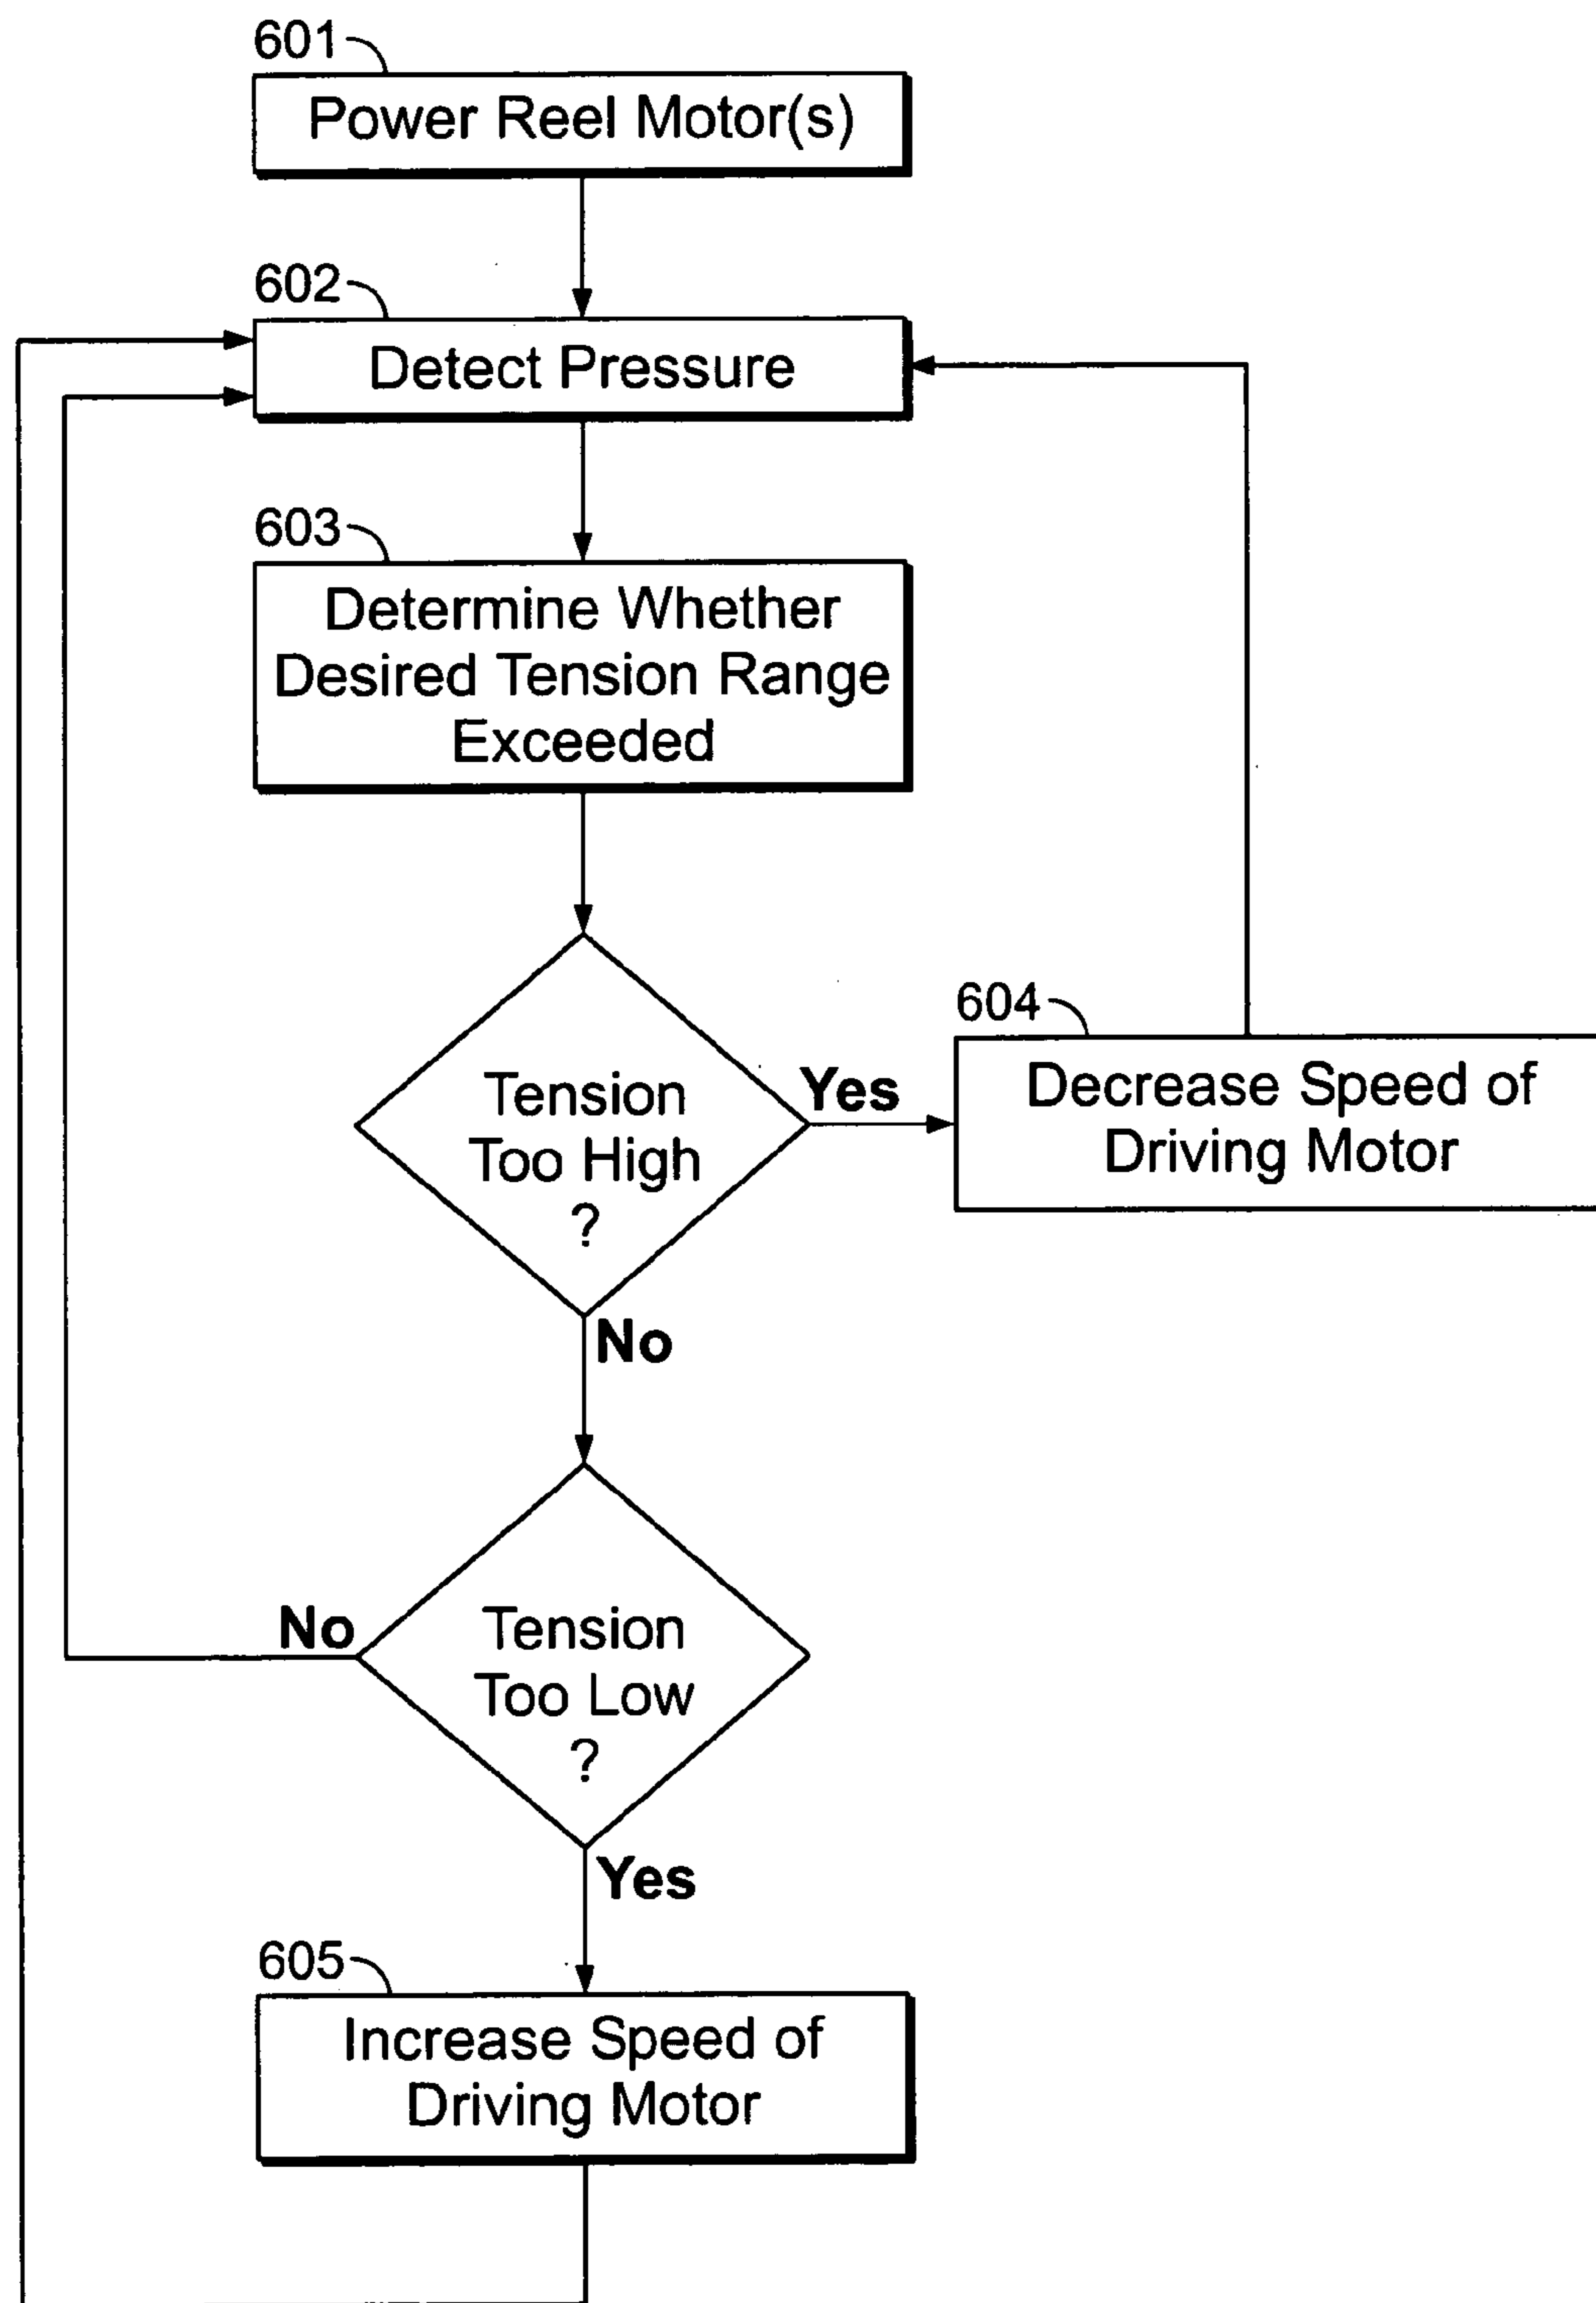 601
Power Reel Motor(s)
602
Detect Pressure
603
Determine Whether
Desired Tension Range
Exceeded
Tension
Too High
?
Yes
604
Decrease Speed of
Driving Motor
No
Tension
Too Low
?
No
Yes
605
Increase Speed of
Driving Motor